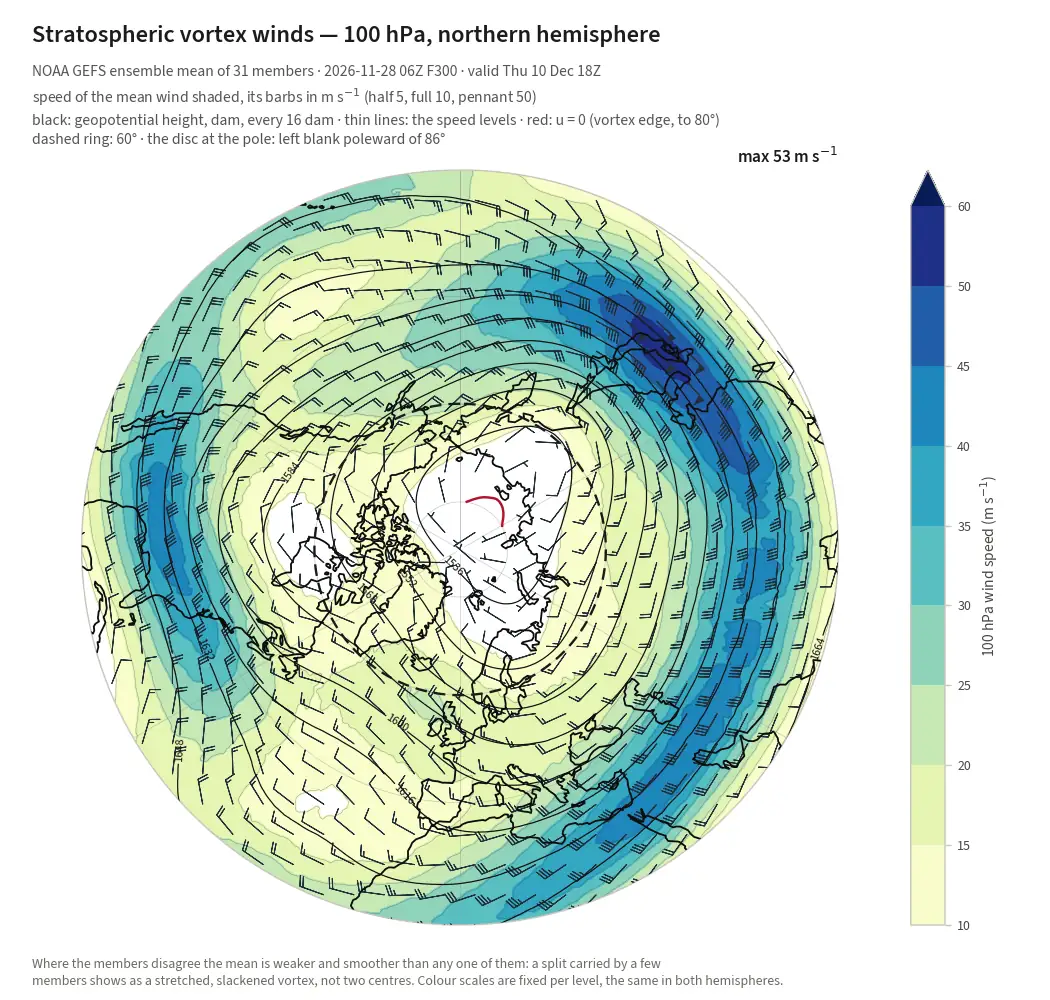 Stratospheric vortex winds — 100 hPa, northern hemisphere
NOAA GEFS ensemble mean of 31 members · 2026-11-28 06Z F300 · valid Thu 10 Dec 18Z
speed of the mean wind shaded, its barbs in m s⁻¹ (half 5, full 10, pennant 50)
black: geopotential height, dam, every 16 dam · thin lines: the speed levels · red: u = 0 (vortex edge, to 80°)
dashed ring: 60° · the disc at the pole: left blank poleward of 86°
max 53 m s⁻¹
60
50
45
40
35
30
25
20
15
10
100 hPa wind speed (m s⁻¹)
1584
1664
1648
1600
1616
Where the members disagree the mean is weaker and smoother than any one of them: a split carried by a few
members shows as a stretched, slackened vortex, not two centres. Colour scales are fixed per level, the same in both hemispheres.